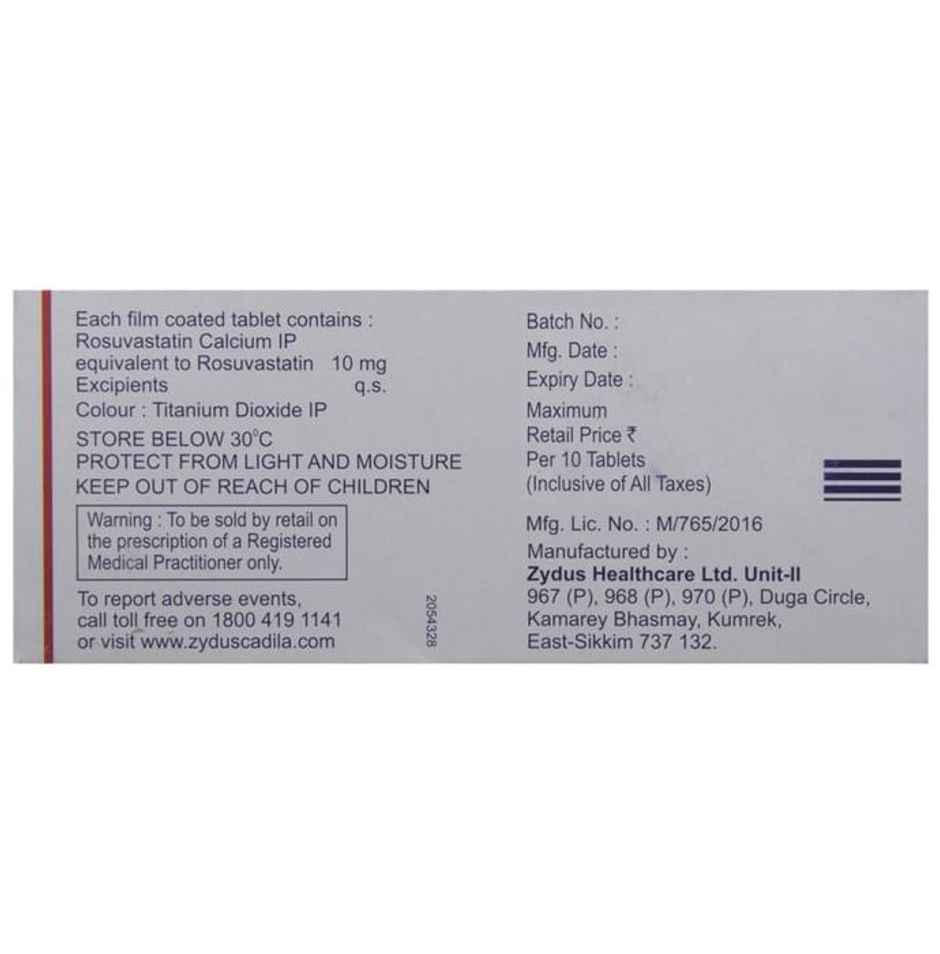 Each film coated tablet contains :
Rosuvastatin Calcium IP
equivalent to Rosuvastatin 10 mg
Excipients q.s.
Colour : Titanium Dioxide IP
STORE BELOW 30°C
PROTECT FROM LIGHT AND MOISTURE
KEEP OUT OF REACH OF CHILDREN
Warning : To be sold by retail on
the prescription of a Registered
Medical Practitioner only.
To report adverse events,
call toll free on 1800 419 1141
or visit www.zyduscadila.com
2054328
Batch No. :
Mfg. Date :
Expiry Date :
Maximum
Retail Price ₹
Per 10 Tablets
(Inclusive of All Taxes)
Mfg. Lic. No. : M/765/2016
Manufactured by :
Zydus Healthcare Ltd. Unit-II
967 (P), 968 (P), 970 (P), Duga Circle,
Kamarey Bhasmay, Kumrek,
East-Sikkim 737 132.